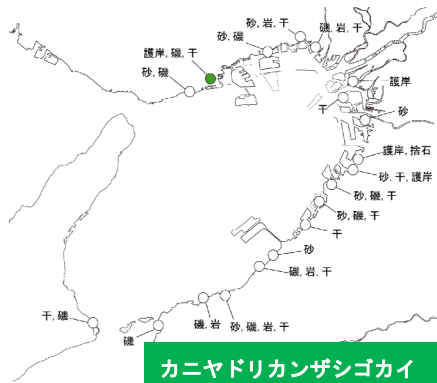 砂, 岩, 干
磯, 岩, 干
砂. 磯
護岸, 磯, 干
砂, 磯
護岸
干
砂
護岸, 捨石
砂, 干, 護岸
砂, 磯, 干
砂, 磯, 干
干
砂
磯, 岩, 干
干, 磯
磯, 岩
砂, 磯, 岩, 干
磯
カニヤドリカンザシゴカイ